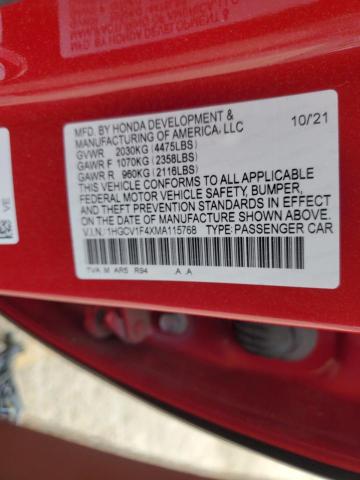 MFD. BY HONDA DEVELOPMENT &
MANUFACTURING OF AMERICA, LLC 10/21
GVWR 2030KG (4475LBS)
GAWR F 1070KG (2358LBS)
GAWR R 960KG (2116LBS)
THIS VEHICLE CONFORMS TO ALL APPLICABLE
FEDERAL MOTOR VEHICLE SAFETY, BUMPER,
AND THEFT PREVENTION STANDARDS IN EFFECT
ON THE DATE OF MANUFACTURE SHOWN ABOVE.
V.I.N.: 1HGCV1F4XMA115768 TYPE: PASSENGER CAR
TVA M AR5 R94 .A .A
VE